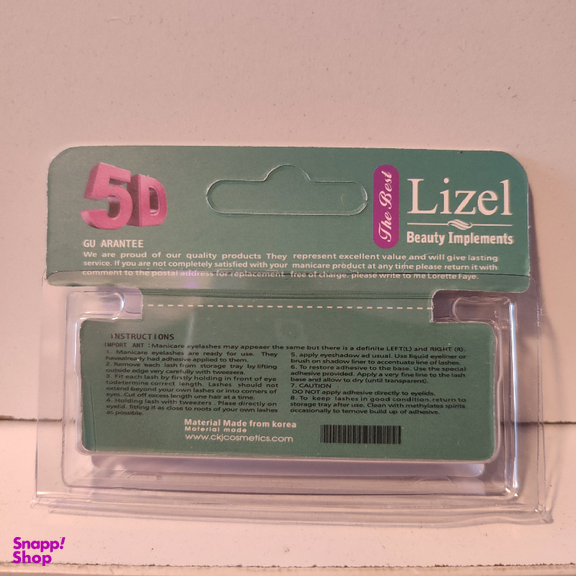 5D
The Best
Lizel
Beauty Implements
GU ARANTEE
We are proud of our quality products They represent excellent value and will give lasting
service. If you are not completely satisfied with your manicare product at any time please return it with
comment to the postal address for replacement free of charge. please write to me Lorette Faye.
INSTRUCTIONS
IMPORT ANT : Manicare eyelashes may appear the same but there is a definite LEFT(L) and RIGHT (R).
1. Manicare eyelashes are ready for use. They
had adhesive applied to them.
2. Remove each lash from storage tray by lifting
outside edge very carefully with tweezers.
3. Fit each lash by firstly holding in front of eye
todetermine correct length. Lashes should not
extend beyond your own lashes or into corners of
eyes. Cut off excess length one hair at a time.
4. Holding lash with tweezers. Plase directly on
eyelid. fitting it as close to roots of your own lashes
as possible.
5. apply eyeshadow ad usual. Use liquid eyeliner or
brush on shadow liner to accentuate line of lashes.
6. To restore adhesive to the base. Use the special
adhesive provided. Apply a very fine line to the lash
base and allow to dry (until transparent).
7. CAUTION
DO NOT apply adhesive directly to eyelids.
8. To keep lashes in good condition. return to
storage tray after use. Clean with methylates spirits
occasionally to remove build up of adhesive.
Material Made from korea
Material made
www.ckjcosmetics.com
Snapp!
Shop